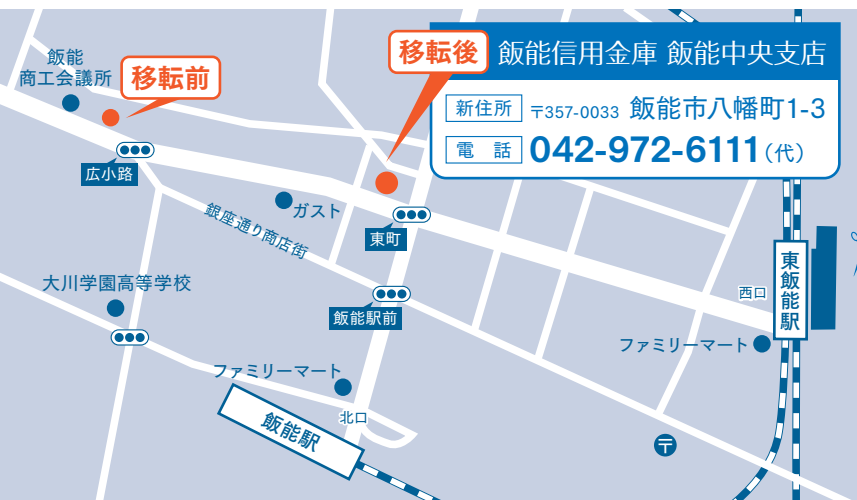 飯能
商工会議所
移転前
移転後
飯能信用金庫 飯能中央支店
新住所 〒357-0033 飯能市八幡町1-3
電 話 042-972-6111(代)
広小路
銀座通り商店街
ガスト
東町
大川学園高等学校
飯能駅前
西口
東飯能駅
ファミリーマート
ファミリーマート
北口
飯能駅
〒